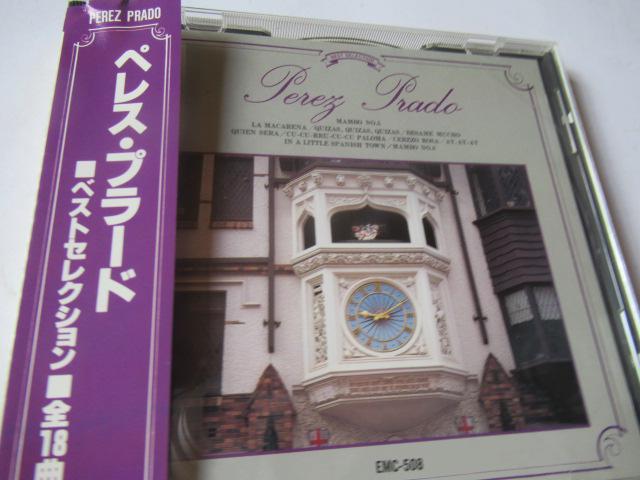 PEREZ PRADO
ペレス・プラード
■ベストセレクション■全18曲
BEST SELECTION
Perez Prado
MAMBO NO.5
LA MACARENA／QUIZAS, QUIZAS, QUIZAS／BESAME MUCHO
QUIEN SERA／CU-CU-RRU-CU-CU PALOMA／CEREZO ROSA／AY-AY-AY
IN A LITTLE SPANISH TOWN／MAMBO NO.8
EMC-508